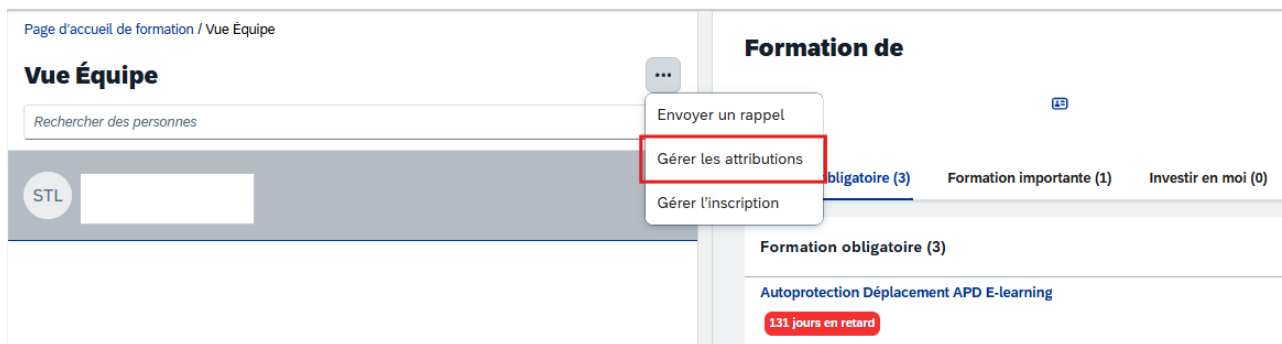 Page d'accueil de formation / Vue Équipe
Vue Équipe
Rechercher des personnes
STL
Envoyer un rappel
Gérer les attributions
Gérer l'inscription
Formation de
bligatoire (3)
Formation importante (1)
Investir en moi (0)
Formation obligatoire (3)
Autoprotection Déplacement APD E-learning
131 jours en retard